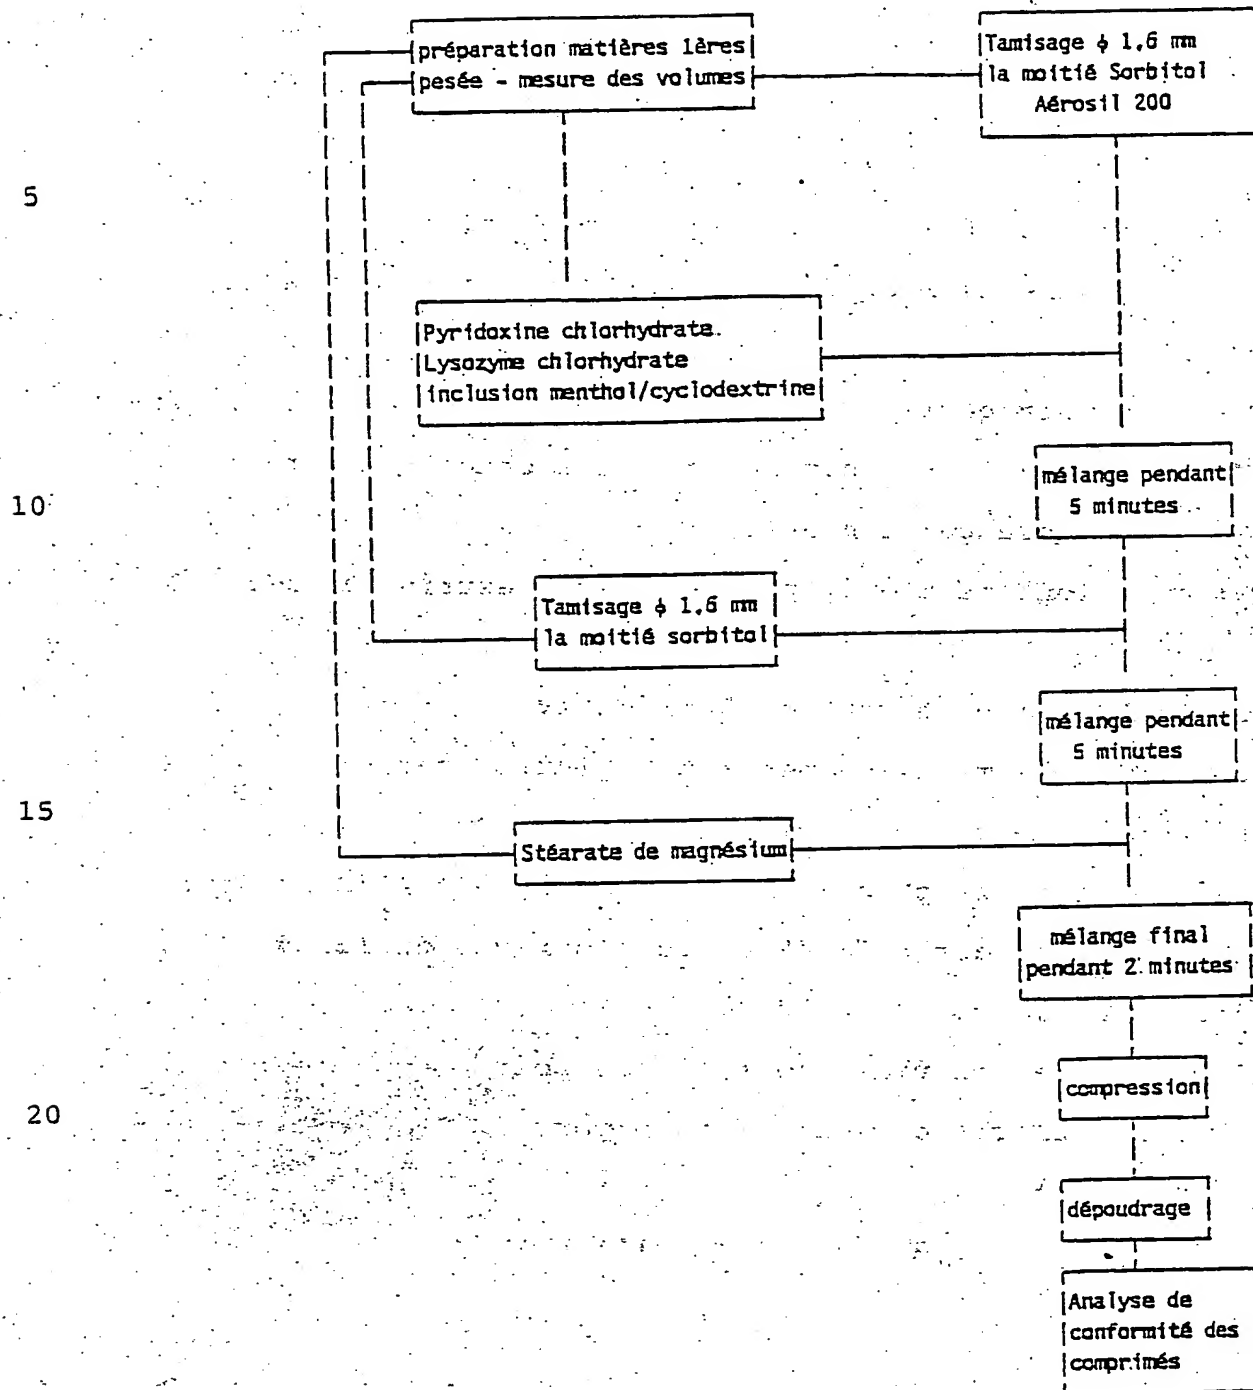 préparation matières 1ères
pesée - mesure des volumes
Tamisage ϕ 1,6 mm
la moitié Sorbitol
Aérosil 200
5
Pyridoxine chlorhydrate.
Lysozyme chlorhydrate
inclusion menthol/cyclodextrine
mélange pendant
5 minutes
10
Tamisage ϕ 1,6 mm
la moitié sorbitol
mélange pendant
5 minutes
15
Stéarate de magnésium
mélange final
pendant 2 minutes
compression
20
dépoudrage
Analyse de
conformité des
comprimés